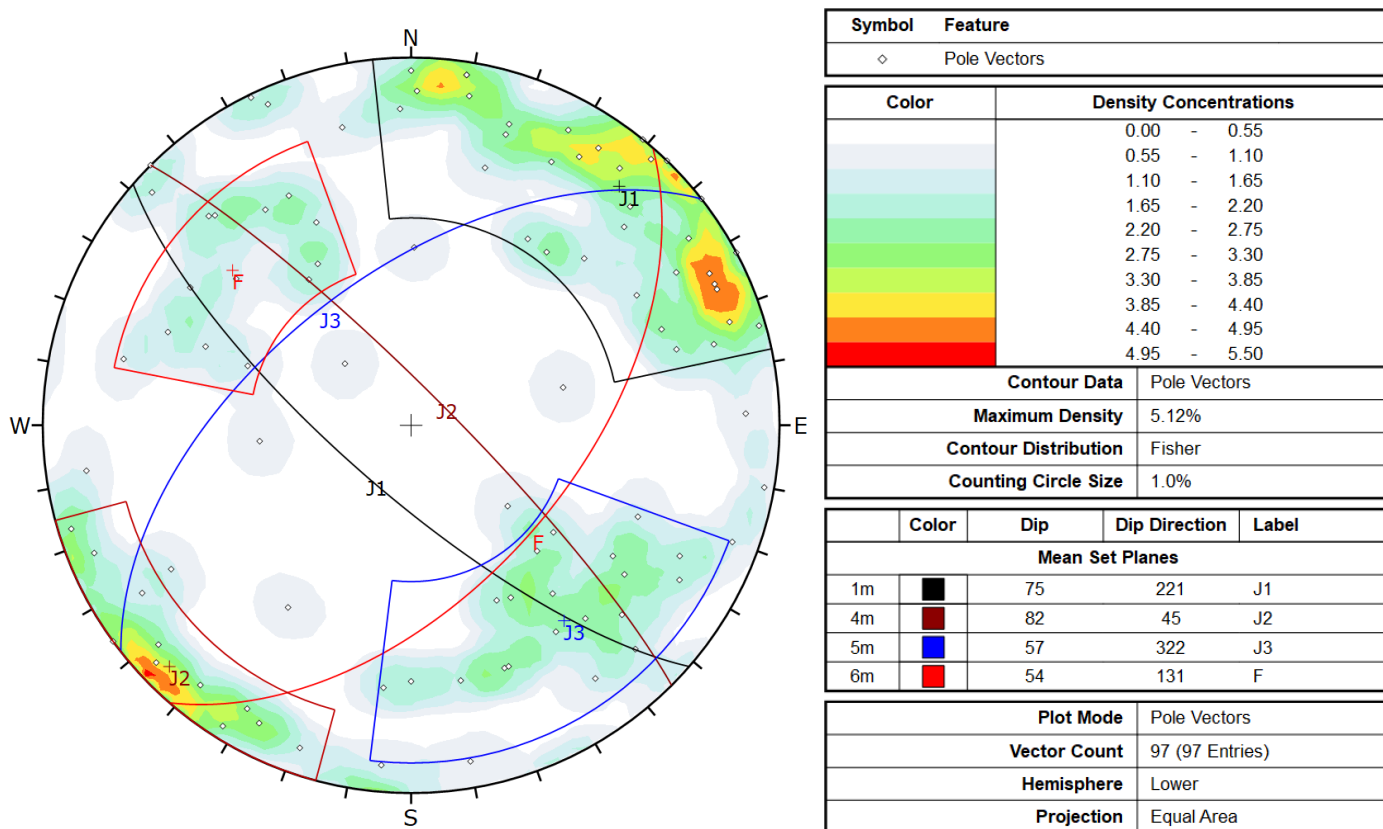 N
W
E
S
J1
J2
J3
F
J3
J2
J1
F
J3
J2
Symbol Feature
Pole Vectors
Color Density Concentrations
0.00 - 0.55
0.55 - 1.10
1.10 - 1.65
1.65 - 2.20
2.20 - 2.75
2.75 - 3.30
3.30 - 3.85
3.85 - 4.40
4.40 - 4.95
4.95 - 5.50
Contour Data Pole Vectors
Maximum Density 5.12%
Contour Distribution Fisher
Counting Circle Size 1.0%
Color Dip Dip Direction Label
Mean Set Planes
1m 75 221 J1
4m 82 45 J2
5m 57 322 J3
6m 54 131 F
Plot Mode Pole Vectors
Vector Count 97 (97 Entries)
Hemisphere Lower
Projection Equal Area